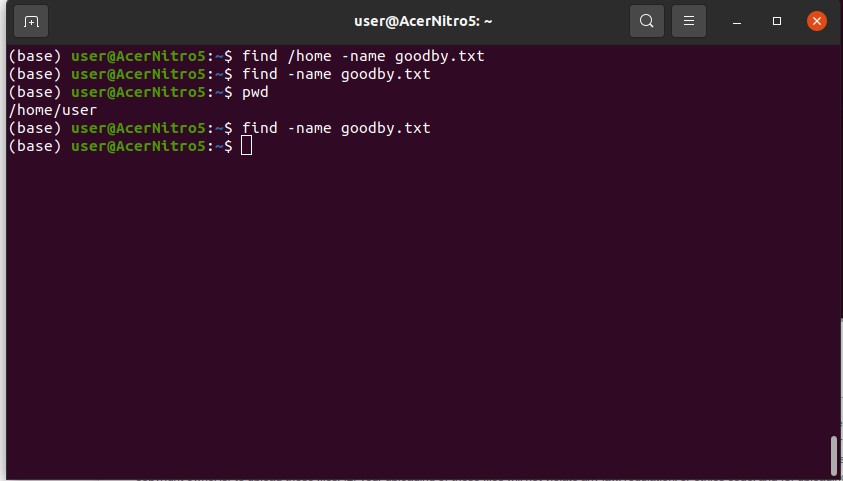 user@AcerNitro5: ~
(base) user@AcerNitro5:~$ find /home -name goodby.txt
(base) user@AcerNitro5:~$ find -name goodby.txt
(base) user@AcerNitro5:~$ pwd
/home/user
(base) user@AcerNitro5:~$ find -name goodby.txt
(base) user@AcerNitro5:~$